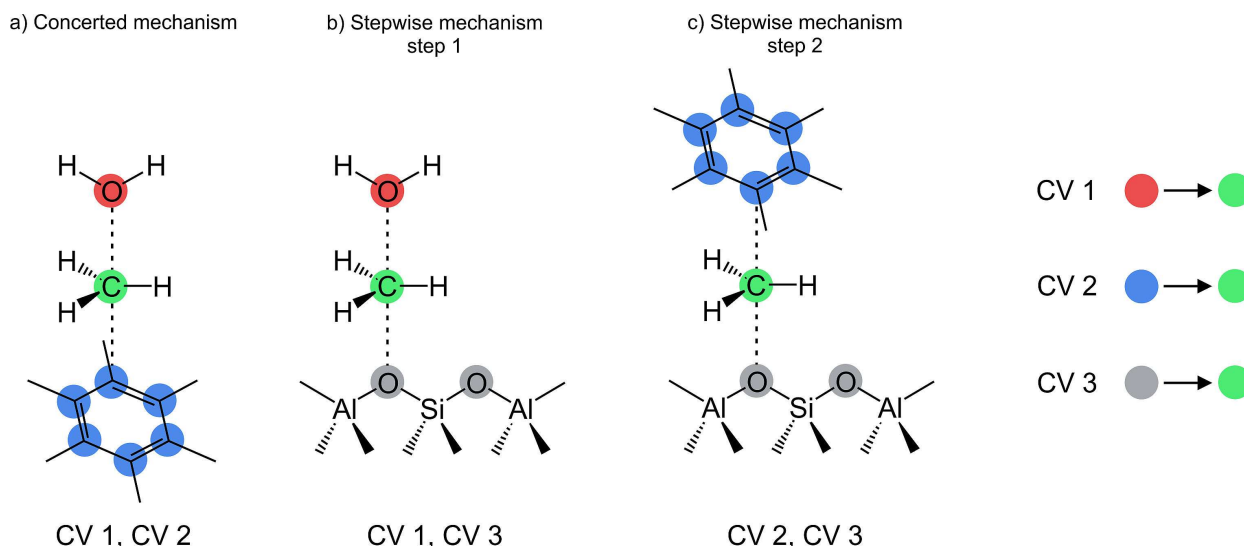 a) Concerted mechanism
b) Stepwise mechanism
step 1
c) Stepwise mechanism
step 2
H H
O
H
C H
H
CV 1, CV 2
H H
O
H
C H
H
O O
Al Si Al
CV 1, CV 3
H
C H
H
O O
Al Si Al
CV 2, CV 3
CV 1
CV 2
CV 3